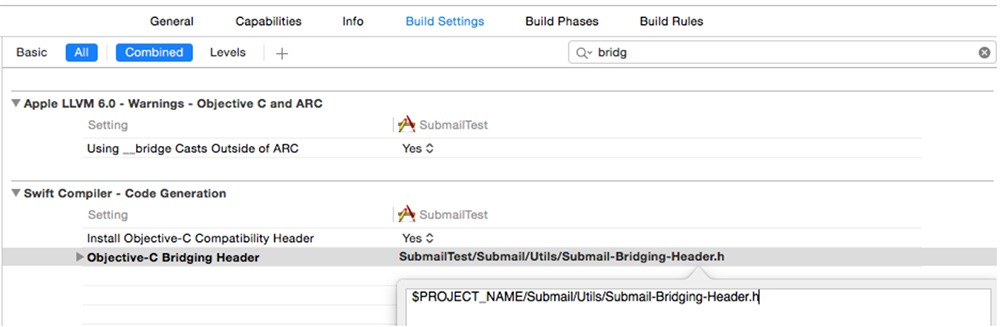 General Capabilities Info Build Settings Build Phases Build Rules
Basic All Combined Levels + bridg
Apple LLVM 6.0 - Warnings - Objective C and ARC
Setting SubmailTest
Using __bridge Casts Outside of ARC Yes
Swift Compiler - Code Generation
Setting SubmailTest
Install Objective-C Compatibility Header Yes
Objective-C Bridging Header SubmailTest/Submail/Utils/Submail-Bridging-Header.h
$PROJECT_NAME/Submail/Utils/Submail-Bridging-Header.h